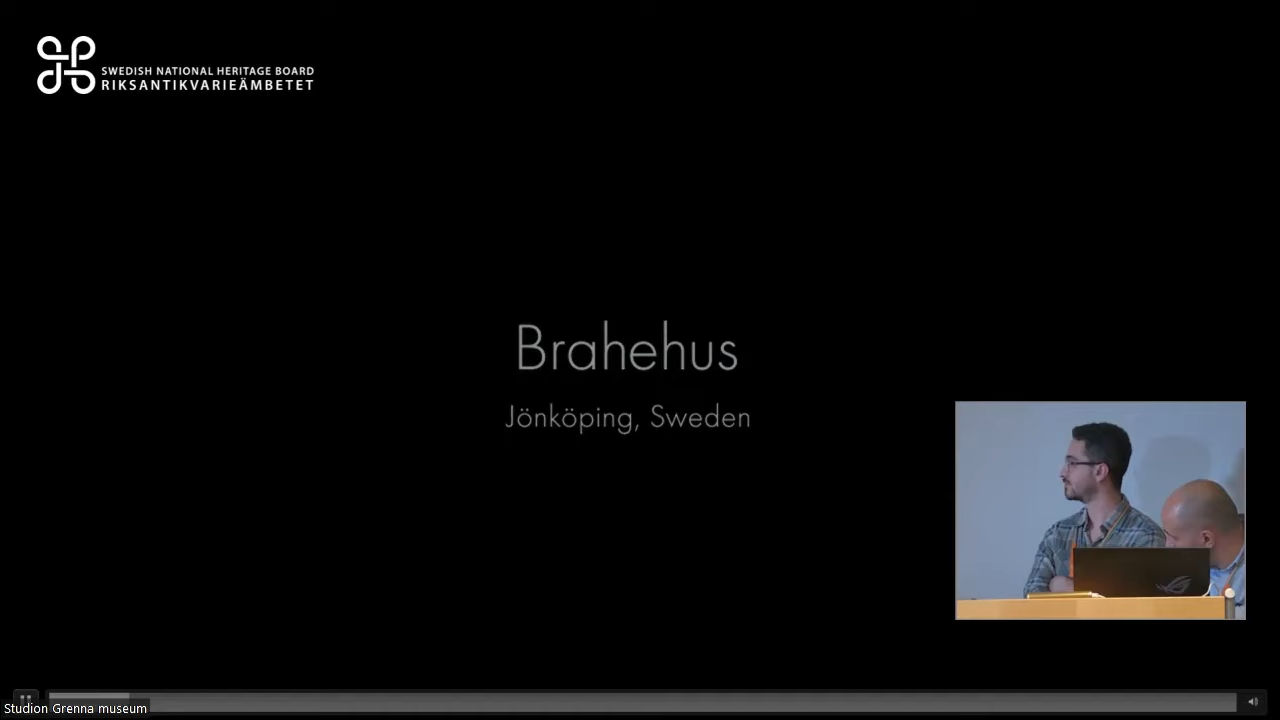 SWEDISH NATIONAL HERITAGE BOARD
RIKSANTIKVARIEÄMBETET
Brahehus
Jönköping, Sweden
Studion Grenna museum